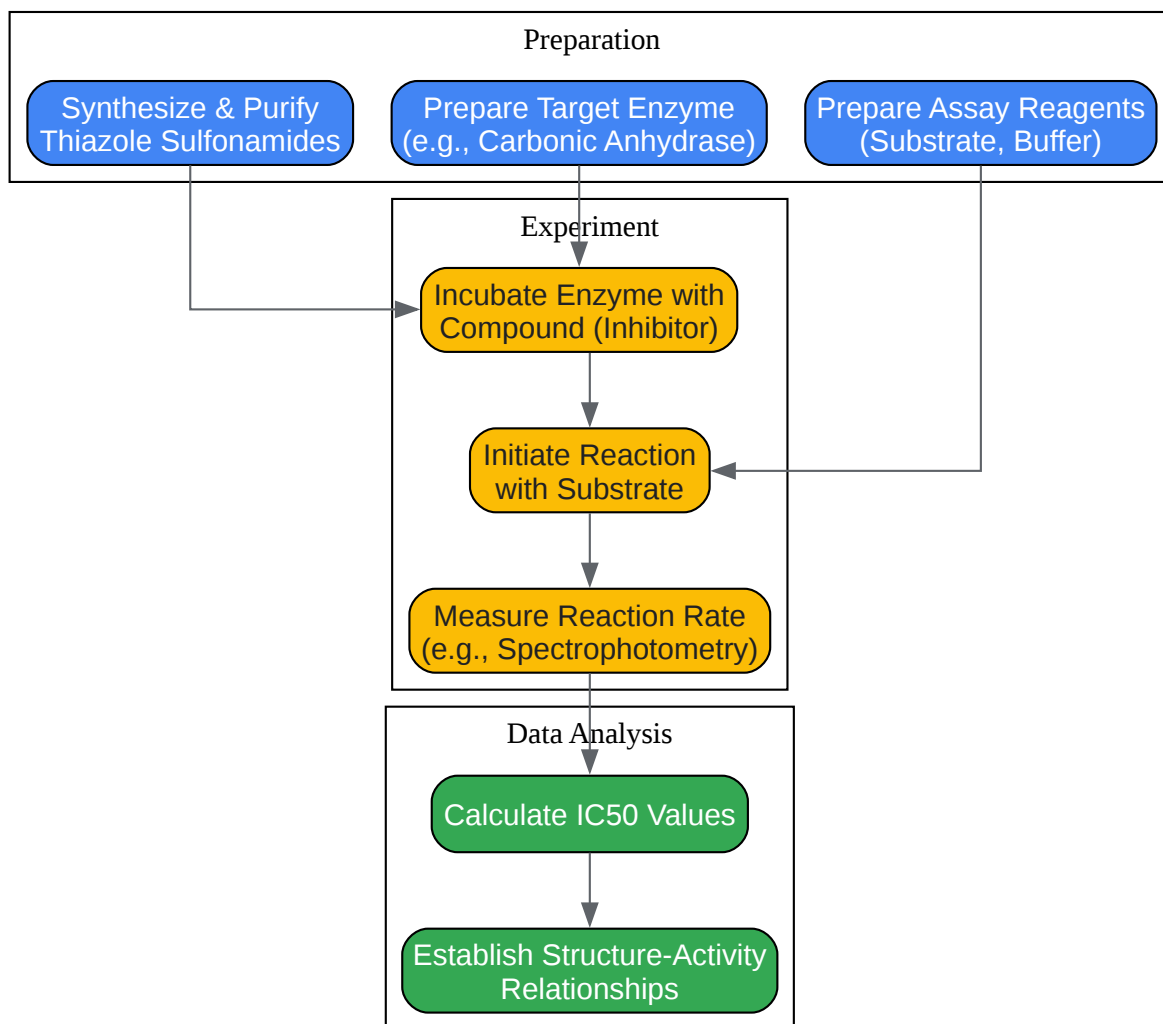 Preparation
Synthesize & Purify
Thiazole Sulfonamides
Prepare Target Enzyme
(e.g., Carbonic Anhydrase)
Prepare Assay Reagents
(Substrate, Buffer)
Experiment
Incubate Enzyme with
Compound (Inhibitor)
Initiate Reaction
with Substrate
Measure Reaction Rate
(e.g., Spectrophotometry)
Data Analysis
Calculate IC50 Values
Establish Structure-Activity
Relationships